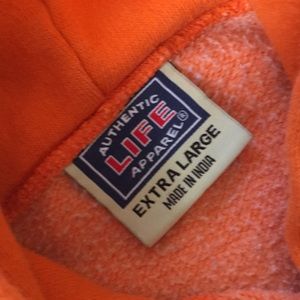 AUTHENTIC
LIFE
APPAREL®
EXTRA LARGE
MADE IN INDIA